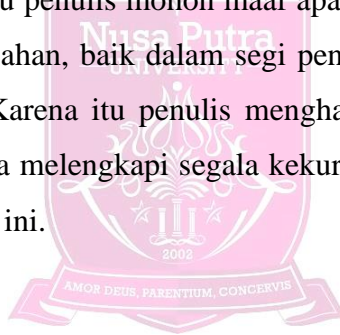 u penulis mohon maaf apa
Nusa Putra
ahan, baik dalam segi pen
UNIVERSITY
Karena itu penulis mengha
a melengkapi segala kekur
ini.
2002
AMOR DEUS, PARENTIUM, CONCERVIS